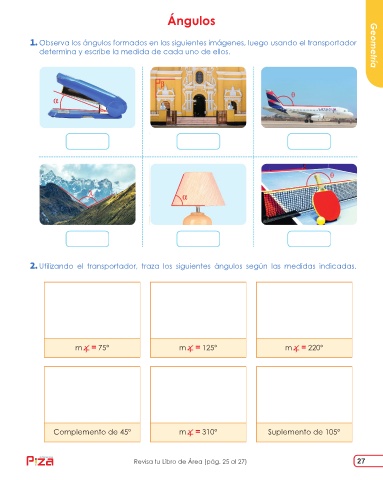 Ángulos
Geometría
1. Observa los ángulos formados en las siguientes imágenes, luego usando el transportador
determina y escribe la medida de cada uno de ellos.
α
θ
α
2. Utilizando el transportador, traza los siguientes ángulos según las medidas indicadas.
m∡ = 75° m∡ = 125° m∡ = 220°
Complemento de 45° m∡ = 310° Suplemento de 105°
Pizza
Revisa tu Libro de Área (pág. 25 al 27)
27